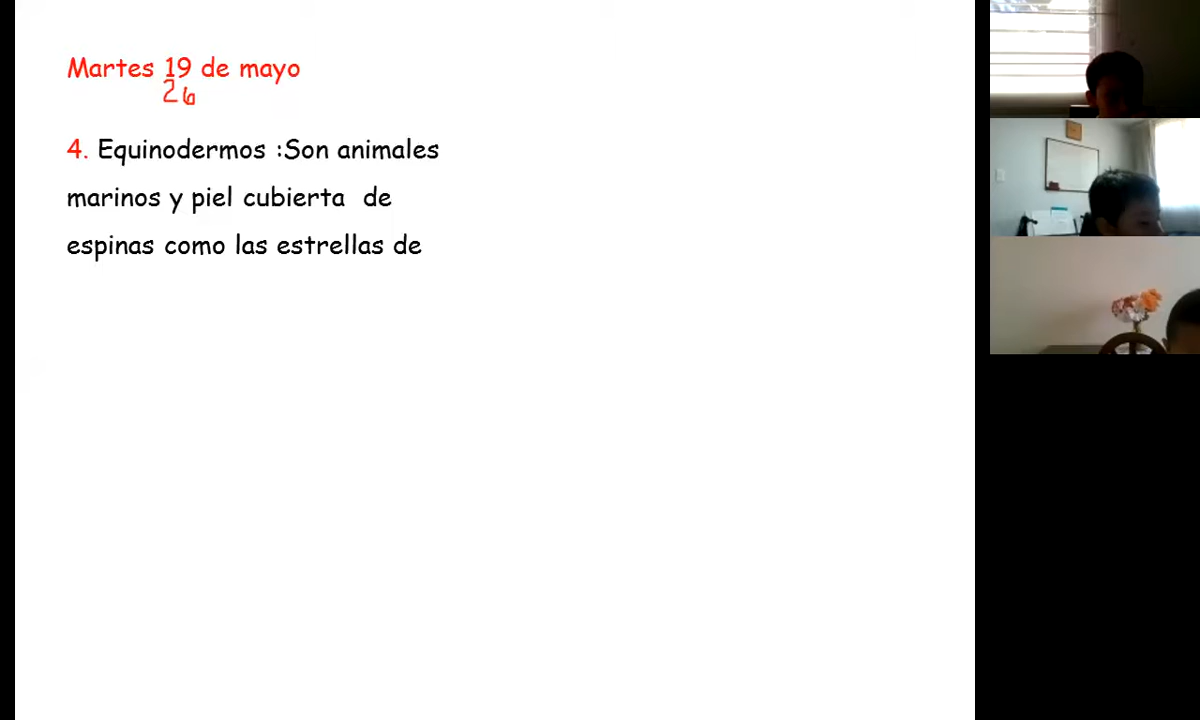 Martes 19 de mayo
26
4. Equinodermos :Son animales
marinos y piel cubierta de
espinas como las estrellas de